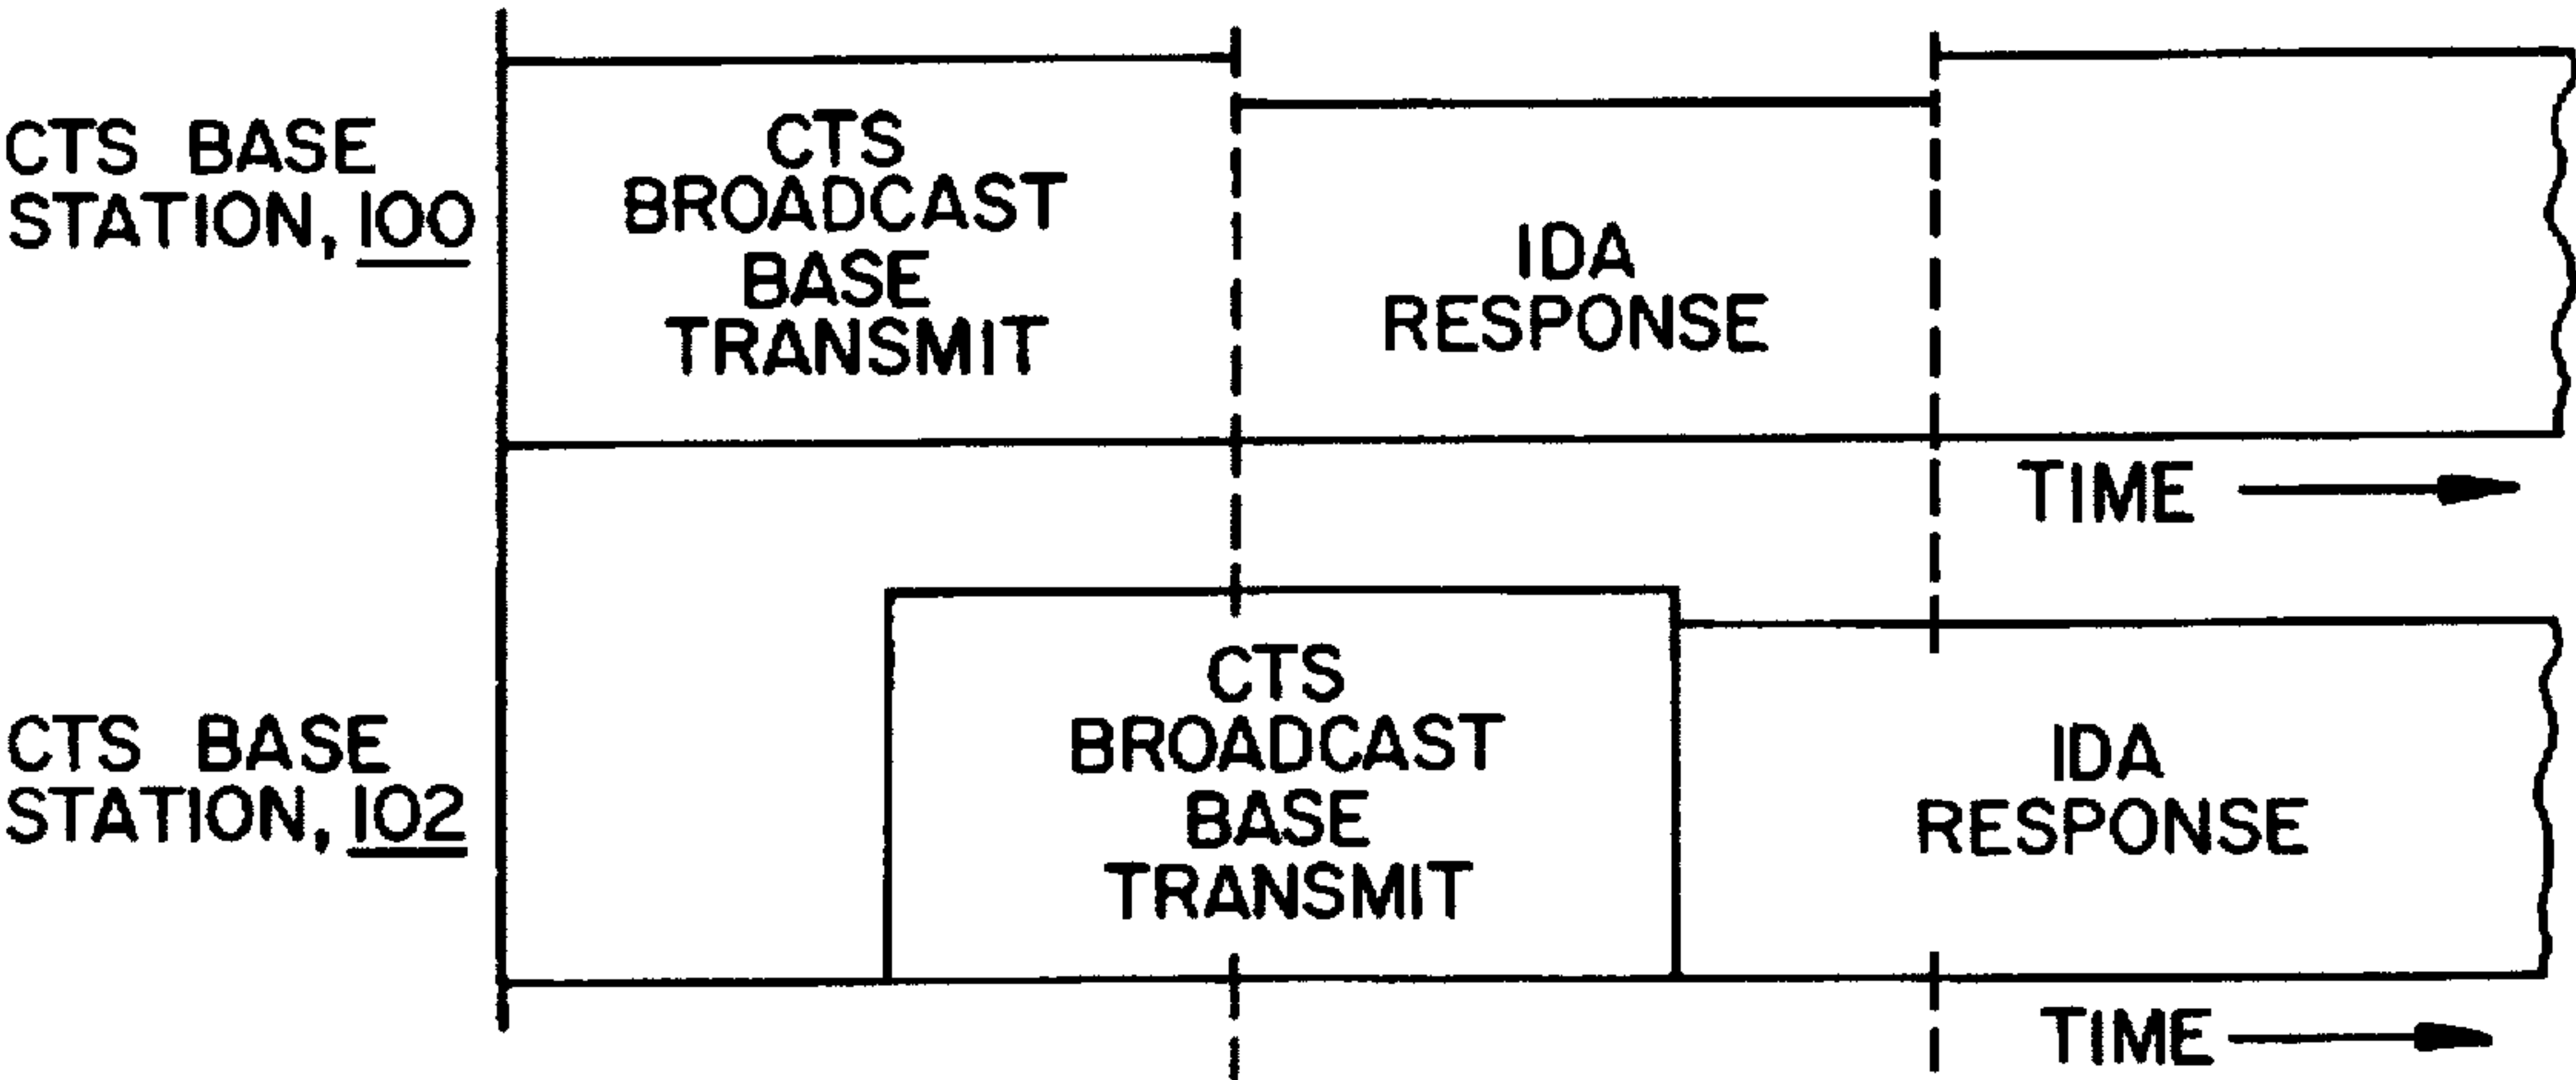 CTS BASE
STATION, 100
CTS
BROADCAST
BASE
TRANSMIT
IDA
RESPONSE
TIME
CTS BASE
STATION, 102
CTS
BROADCAST
BASE
TRANSMIT
IDA
RESPONSE
TIME